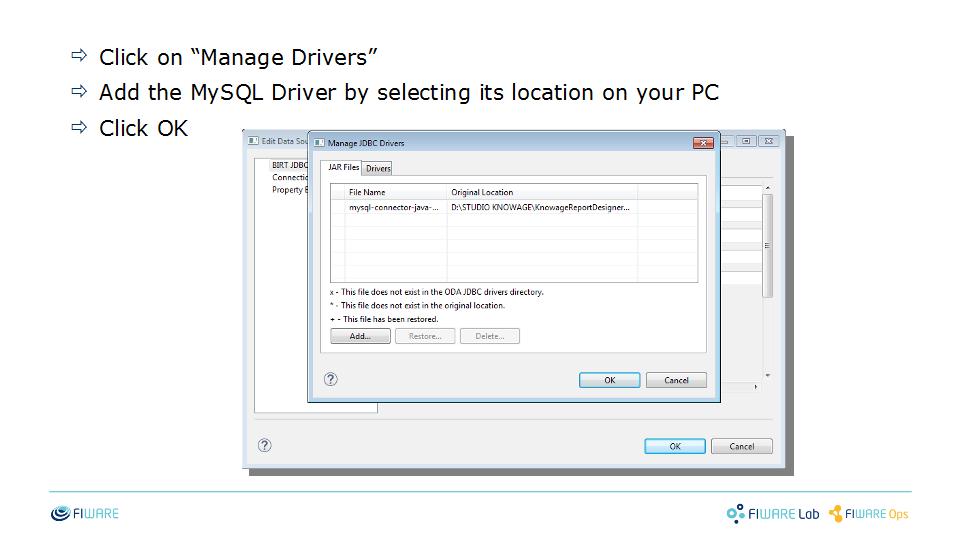 Click on “Manage Drivers”
Add the MySQL Driver by selecting its location on your PC
Click OK
Edit Data Sou
Manage JDBC Drivers
BIRT JDBC
Connectio
Property B
JAR Files Drivers
File Name Original Location
mysql-connector-java-... D:\STUDIO KNOWAGE\KnowageReportDesigner...
x - This file does not exist in the ODA JDBC drivers directory.
* - This file does not exist in the original location.
+ - This file has been restored.
Add... Restore... Delete...
OK Cancel
OK Cancel
FIWARE FIWARE Lab FIWARE Ops